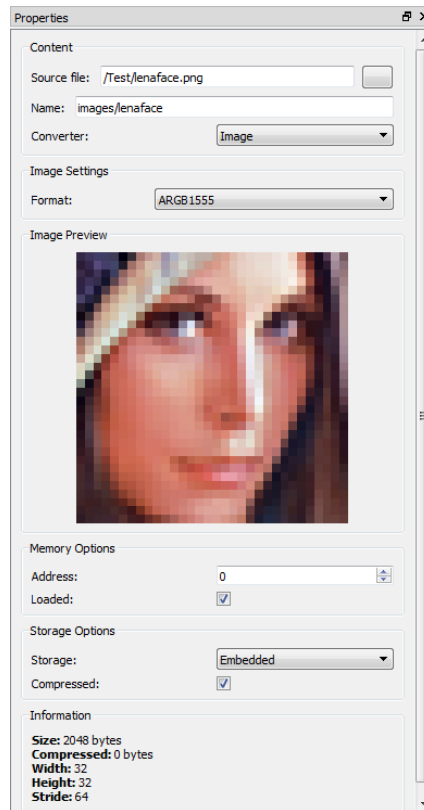 Properties
Content
Source file: /Test/lenaface.png
Name: images/lenaface
Converter: Image
Image Settings
Format: ARGB1555
Image Preview
Memory Options
Address: 0
Loaded:
Storage Options
Storage: Embedded
Compressed:
Information
Size: 2048 bytes
Compressed: 0 bytes
Width: 32
Height: 32
Stride: 64